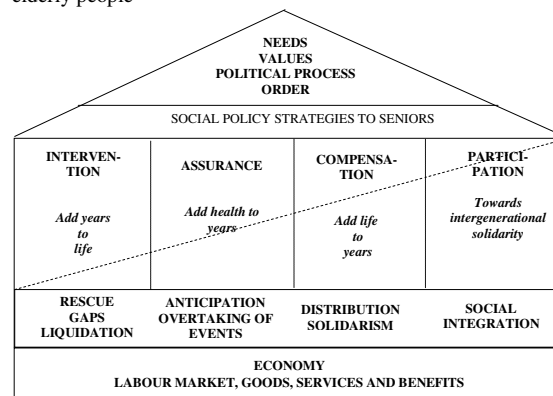 elderly people
NEEDS
VALUES
POLITICAL PROCESS
ORDER
SOCIAL POLICY STRATEGIES TO SENIORS
INTERVEN-
TION
Add years
to
life
ASSURANCE
Add health to
years
COMPENSA-
TION
Add life
to
years
PARTICI-
PATION
Towards
intergenerational
solidarity
RESCUE
GAPS
LIQUIDATION
ANTICIPATION
OVERTAKING OF
EVENTS
DISTRIBUTION
SOLIDARISM
SOCIAL
INTEGRATION
ECONOMY
LABOUR MARKET, GOODS, SERVICES AND BENEFITS